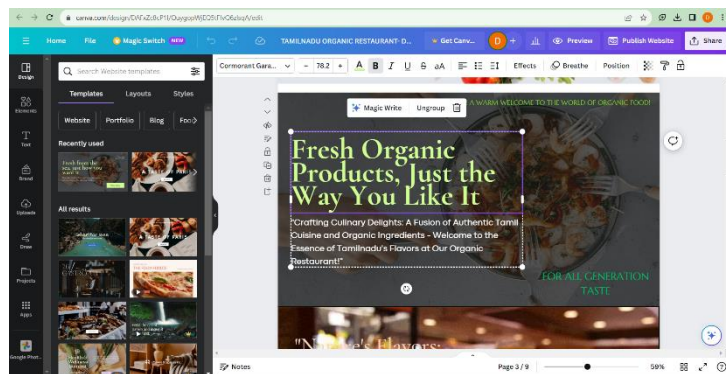 canva.com/design/
Home File Magic Switch NEW TAMILNADU ORGANIC RESTAURANT- D... Get Canv... D Preview Publish Website Share
Design
Search Website templates
Cormorant Gara... 78.2 A B I U S aA Effects Breathe Position
Templates Layouts Styles
Elements
Website Portfolio Blog
Text
Recently used
Brand
Uploads
All results
Draw
Projects
Apps
Google Phot...
Magic Write Ungroup
A WARM WELCOME TO THE WORLD OF ORGANIC FOOD!
Fresh Organic
Products, Just the
Way You Like It
"Crafting Culinary Delights: A Fusion of Authentic Tamil
Cuisine and Organic Ingredients - Welcome to the
Essence of Tamilnadu's Flavors at Our Organic
Restaurant!"
FOR ALL GENERATION
TASTE
Notes Page 3 / 9 59%